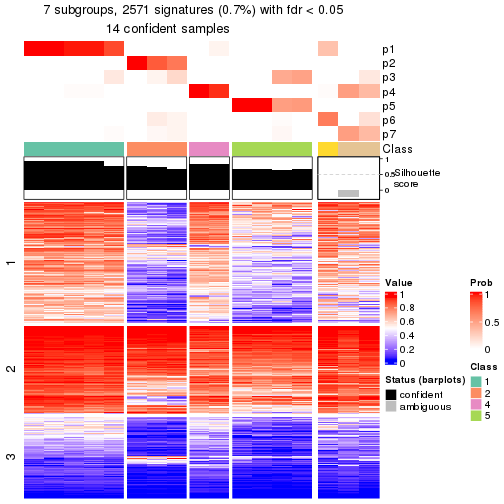 7 subgroups, 2571 signatures (0.7%) with fdr < 0.05
14 confident samples
p1
p2
p3
p4
p5
p6
p7
Class
1
0.5
0
Silhouette
score
1
2
3
Value
1
0.8
0.6
0.4
0.2
0
Prob
1
0.5
0
Status (barplots)
confident
ambiguous
Class
1
2
4
5